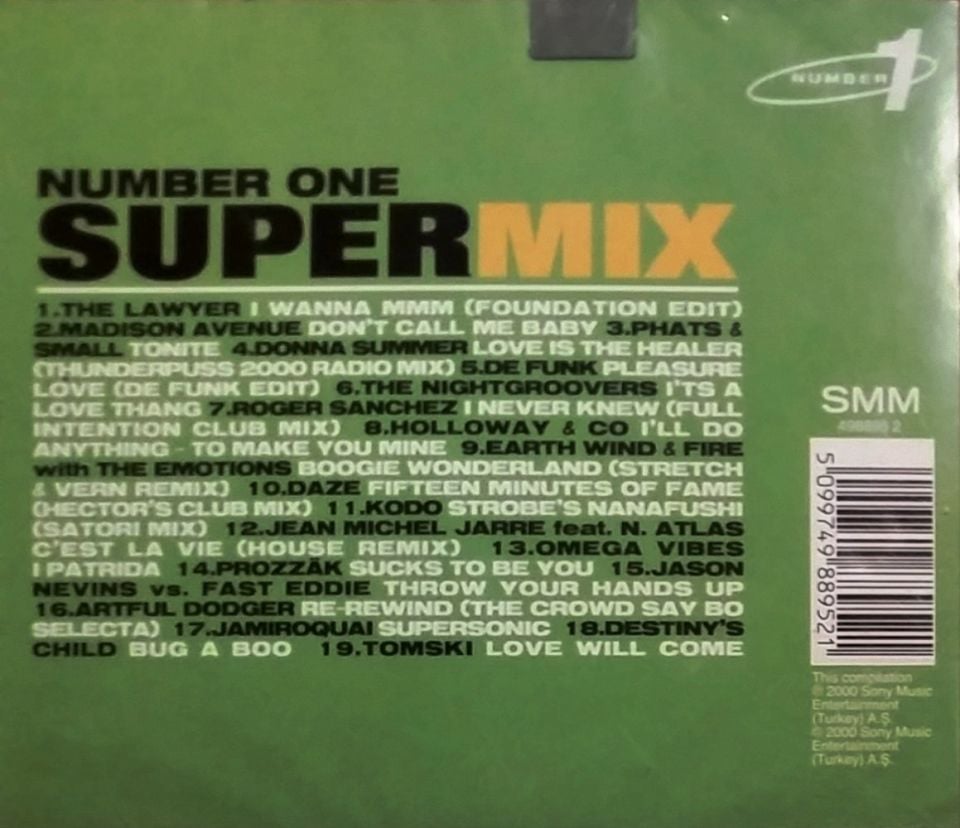 NUMBER 1
NUMBER ONE
SUPERMIX
1.THE LAWYER I WANNA MMM (FOUNDATION EDIT)
2.MADISON AVENUE DON'T CALL ME BABY 3.PHATS &
SMALL TONITE 4.DONNA SUMMER LOVE IS THE HEALER
(THUNDERPUSS 2000 RADIO MIX) 5.DE FUNK PLEASURE
LOVE (DE FUNK EDIT) 6.THE NIGHTGROOVERS I'TS A
LOVE THANG 7.ROGER SANCHEZ I NEVER KNEW (FULL
INTENTION CLUB MIX) 8.HOLLOWAY & CO I'LL DO
ANYTHING - TO MAKE YOU MINE 9.EARTH WIND & FIRE
with THE EMOTIONS BOOGIE WONDERLAND (STRETCH
& VERN REMIX) 10.DAZE FIFTEEN MINUTES OF FAME
(HECTOR'S CLUB MIX) 11.KODO STROBE'S NANAFUSHI
(SATORI MIX) 12.JEAN MICHEL JARRE feat. N. ATLAS
C'EST LA VIE (HOUSE REMIX) 13.OMEGA VIBES
I PATRIDA 14.PROZZÄK SUCKS TO BE YOU 15.JASON
NEVINS vs. FAST EDDIE THROW YOUR HANDS UP
16.ARTFUL DODGER RE-REWIND (THE CROWD SAY BO
SELECTA) 17.JAMIROQUAI SUPERSONIC 18.DESTINY'S
CHILD BUG A BOO 19.TOMSKI LOVE WILL COME
SMM
5 099749 889521
This compilation
℗ 2000 Sony Music
Entertainment
(Turkey) A.Ş.
© 2000 Sony Music
Entertainment
(Turkey) A.Ş.